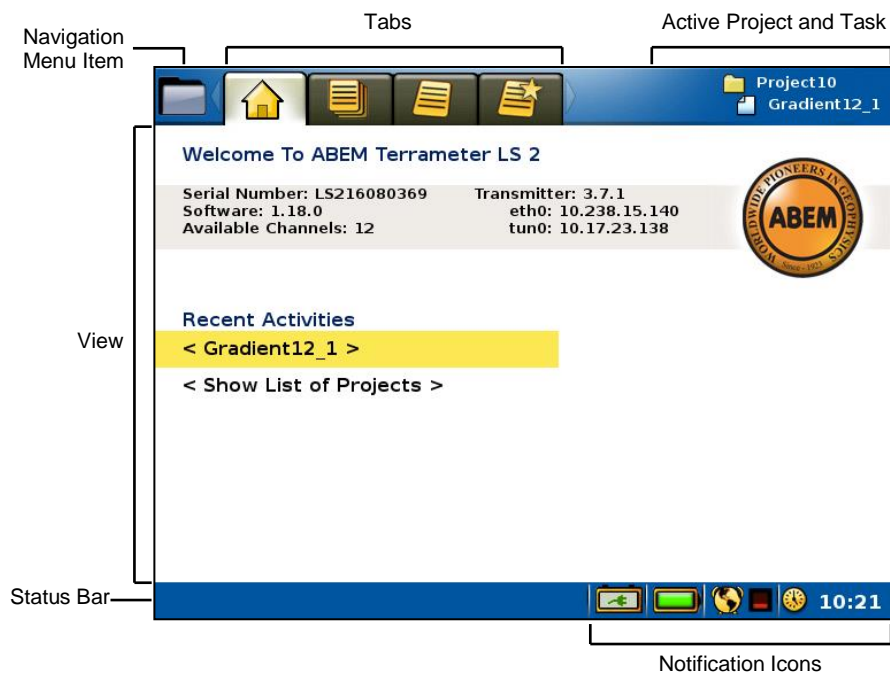 Tabs
Active Project and Task
Navigation
Menu Item
Project10
Gradient12_1
Welcome To ABEM Terrameter LS 2
Serial Number: LS216080369 Transmitter: 3.7.1
Software: 1.18.0 eth0: 10.238.15.140
Available Channels: 12 tun0: 10.17.23.138
WORLDWIDE PIONEERS IN GEOPHYSICS
ABEM
Since - 1923
Recent Activities
View
< Gradient12_1 >
< Show List of Projects >
Status Bar
10:21
Notification Icons